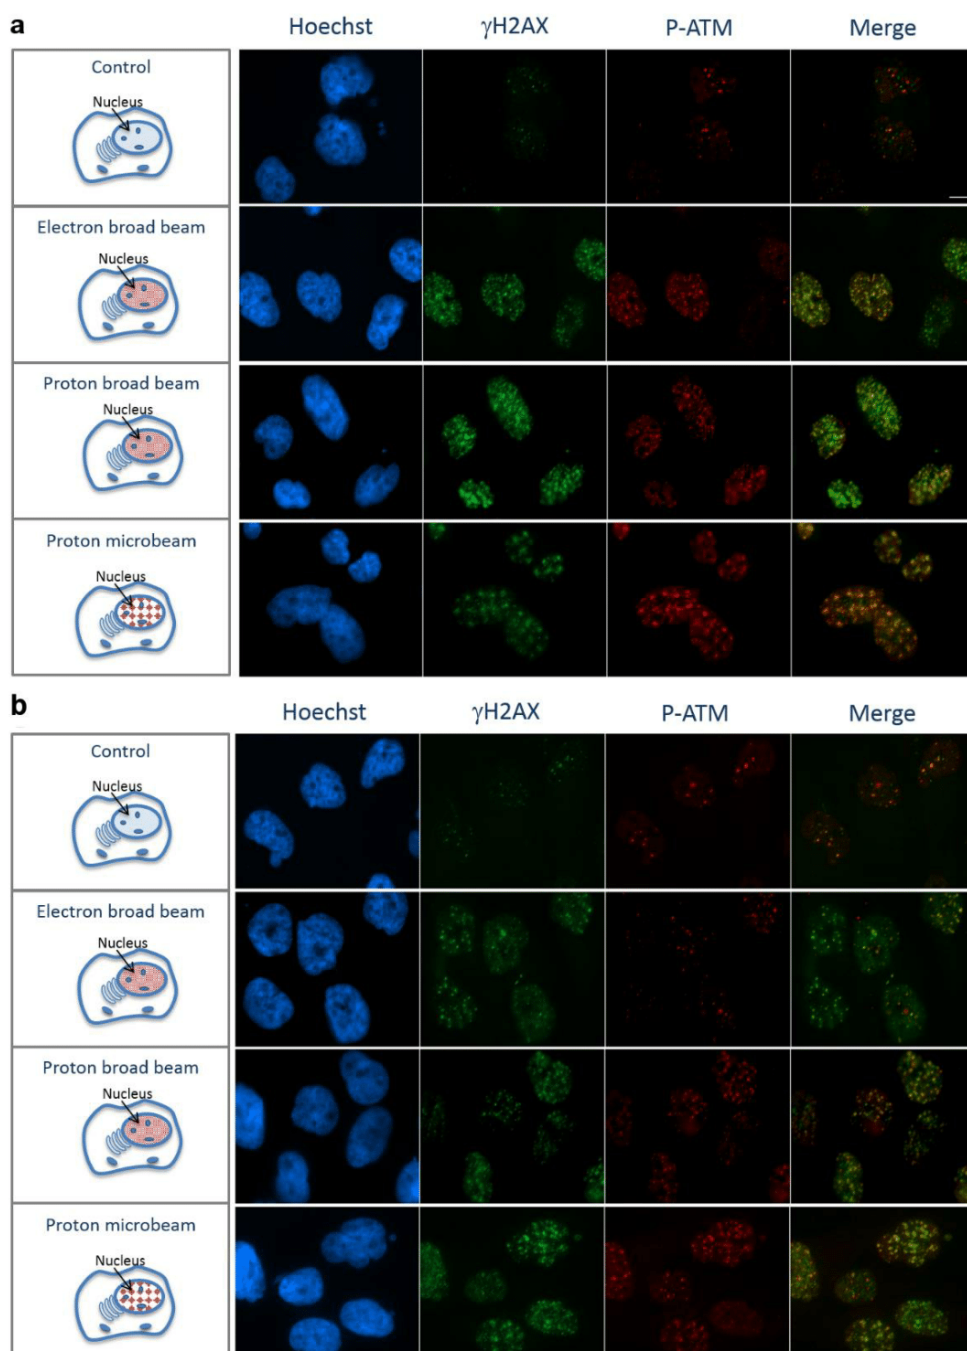 a
Hoechst γH2AX P-ATM Merge
Control
Nucleus
Electron broad beam
Nucleus
Proton broad beam
Nucleus
Proton microbeam
Nucleus
b
Hoechst γH2AX P-ATM Merge
Control
Nucleus
Electron broad beam
Nucleus
Proton broad beam
Nucleus
Proton microbeam
Nucleus